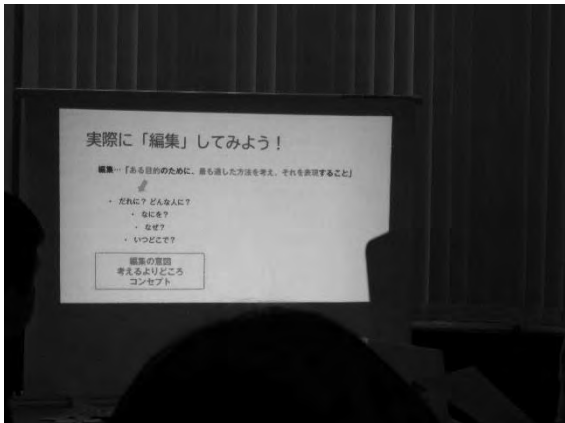 実際に「編集」してみよう！
編集…「ある目的のために、最も適した方法を考え、それを表現すること」
・ だれに？ どんな人に？
・ なにを？
・ なぜ？
・ いつどこで？
編集の意図
考えるよりどころ
コンセプト